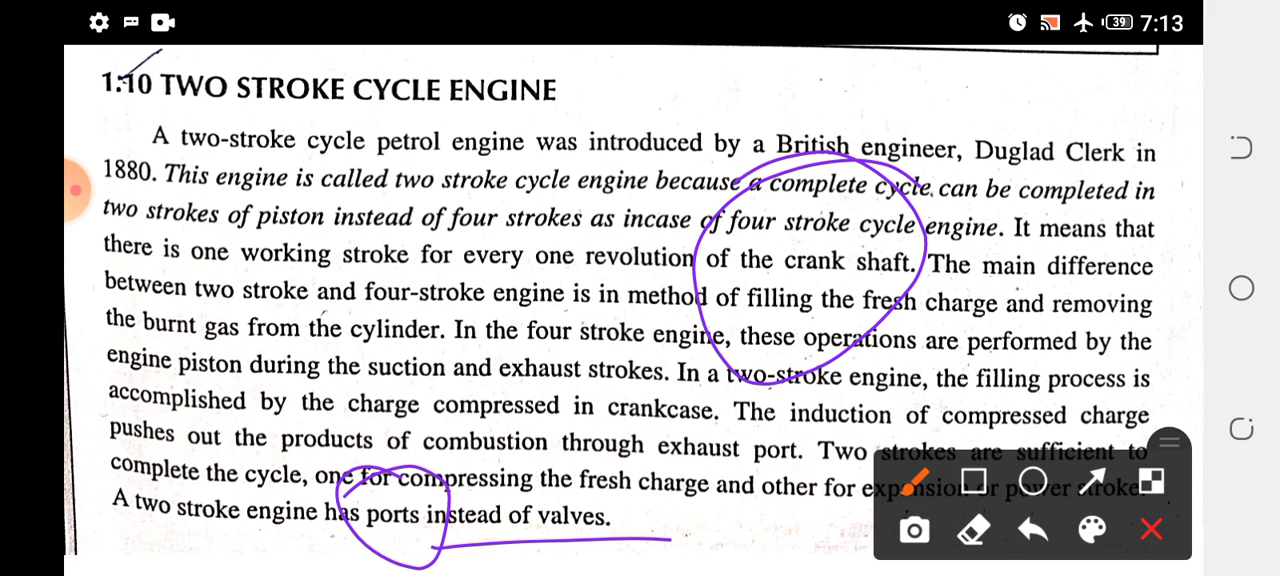 39 7:13
1.10 TWO STROKE CYCLE ENGINE
A two-stroke cycle petrol engine was introduced by a British engineer, Duglad Clerk in
1880. This engine is called two stroke cycle engine because a complete cycle can be completed in
two strokes of piston instead of four strokes as incase of four stroke cycle engine. It means that
there is one working stroke for every one revolution of the crank shaft. The main difference
between two stroke and four-stroke engine is in method of filling the fresh charge and removing
the burnt gas from the cylinder. In the four stroke engine, these operations are performed by the
engine piston during the suction and exhaust strokes. In a two-stroke engine, the filling process is
accomplished by the charge compressed in crankcase. The induction of compressed charge
pushes out the products of combustion through exhaust port. Two strokes are sufficient to
complete the cycle, one for compressing the fresh charge and other for expansion or power stroke.
A two stroke engine has ports instead of valves.